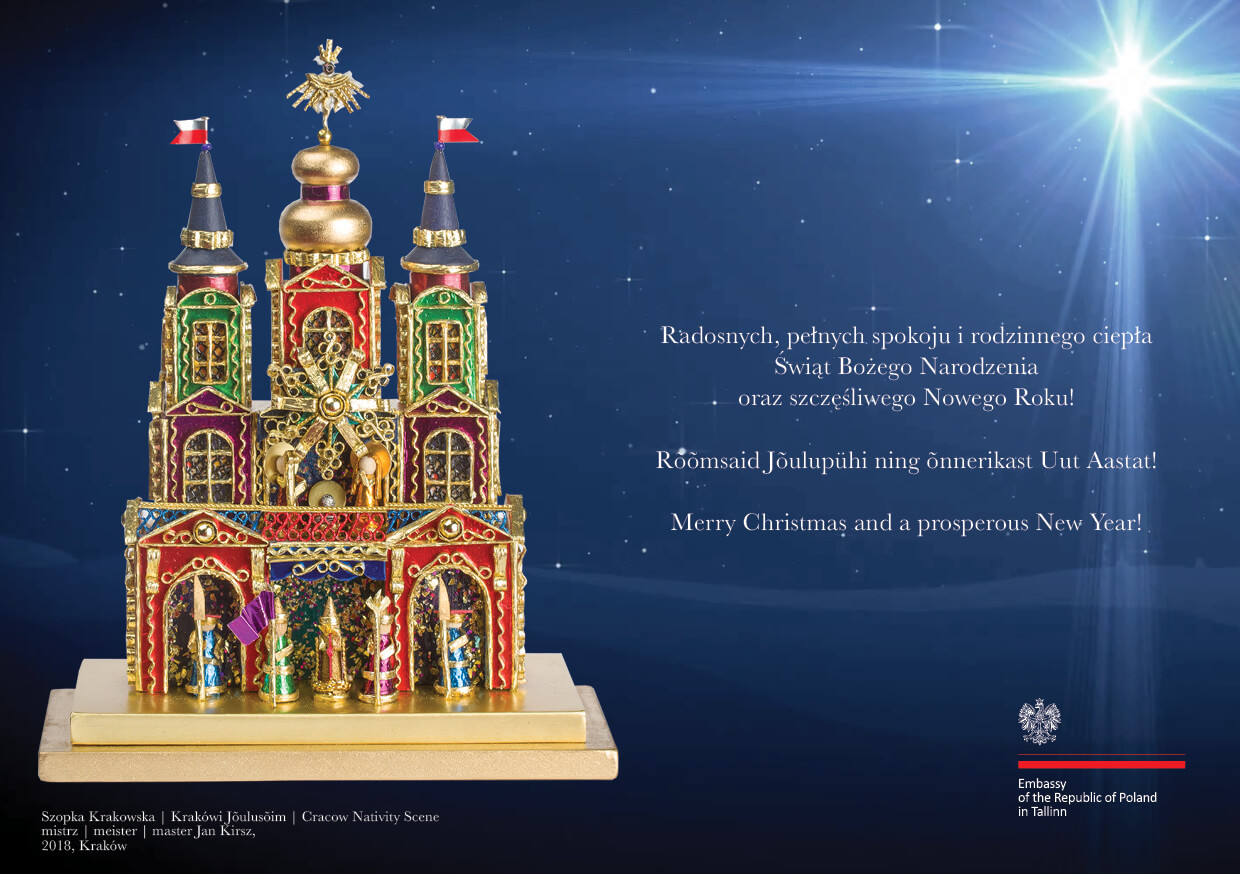 Radosnych, pełnych spokoju i rodzinnego ciepła
Świąt Bożego Narodzenia
oraz szczęśliwego Nowego Roku!
Rõõmsaid Jõulupühi ning õnnerikast Uut Aastat!
Merry Christmas and a prosperous New Year!
Embassy
of the Republic of Poland
in Tallinn
Szopka Krakowska | Krakówi Jõulusõim | Cracow Nativity Scene
mistrz | meister | master Jan Kirsz,
2018, Kraków